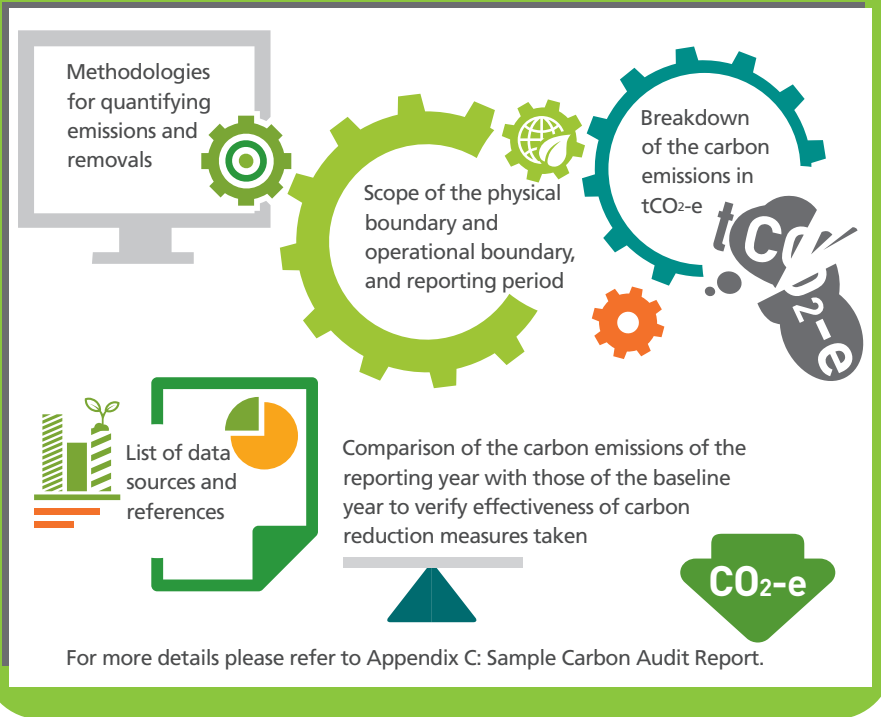 Methodologies
for quantifying
emissions and
removals
Scope of the physical
boundary and
operational boundary,
and reporting period
Breakdown
of the carbon
emissions in
tCO2-e
tCO2-e
List of data
sources and
references
Comparison of the carbon emissions of the
reporting year with those of the baseline
year to verify effectiveness of carbon
reduction measures taken
CO2-e
For more details please refer to Appendix C: Sample Carbon Audit Report.